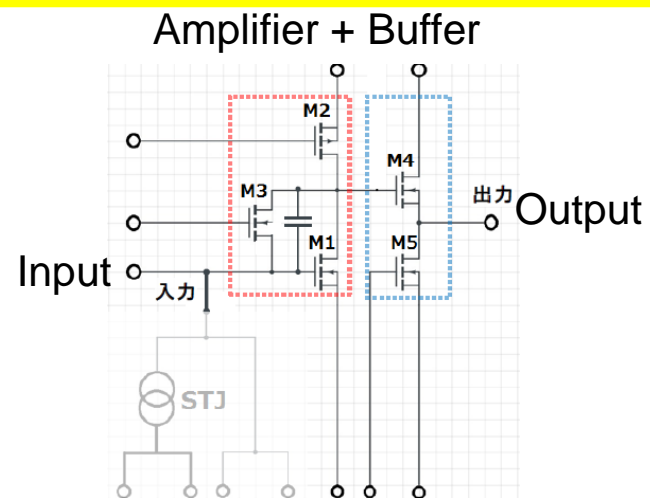 Amplifier + Buffer
M2
M4
M3
出力
Output
M1
M5
Input
入力
STJ